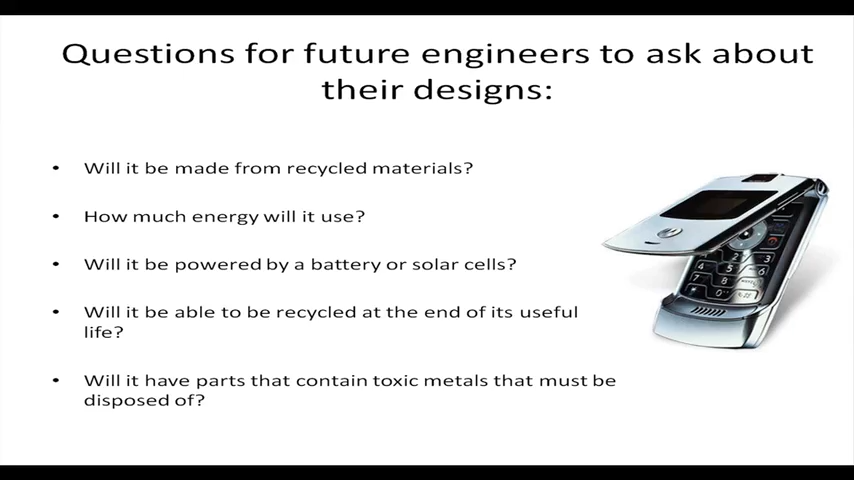 Questions for future engineers to ask about
their designs:
• Will it be made from recycled materials?
• How much energy will it use?
• Will it be powered by a battery or solar cells?
• Will it be able to be recycled at the end of its useful
life?
• Will it have parts that contain toxic metals that must be
disposed of?